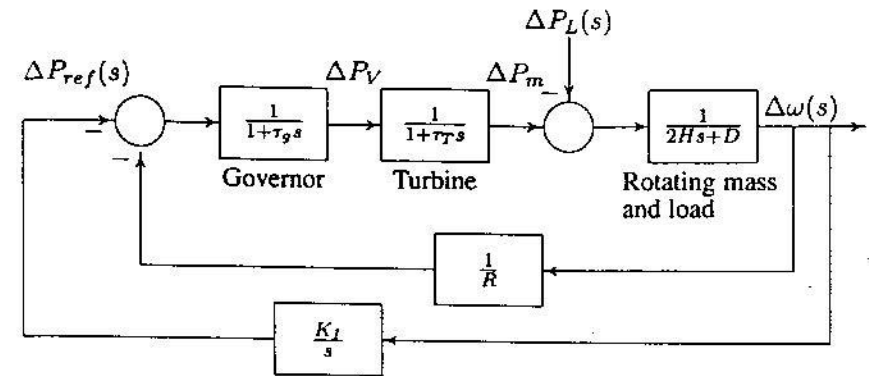 ΔP_L(s)
ΔP_ref(s)
ΔP_V
ΔP_m
−
−
−
1/(1+τ_g s)
1/(1+τ_T s)
1/(2Hs+D)
Δω(s)
Governor
Turbine
Rotating mass
and load
1/R
K_I/s